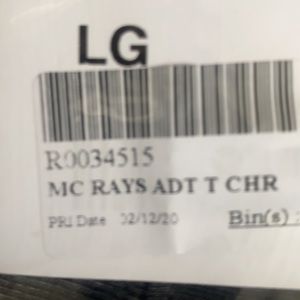 LG
R0034515
MC RAYS ADT T CHR
PRI Date 02/12/20 Bin(s)